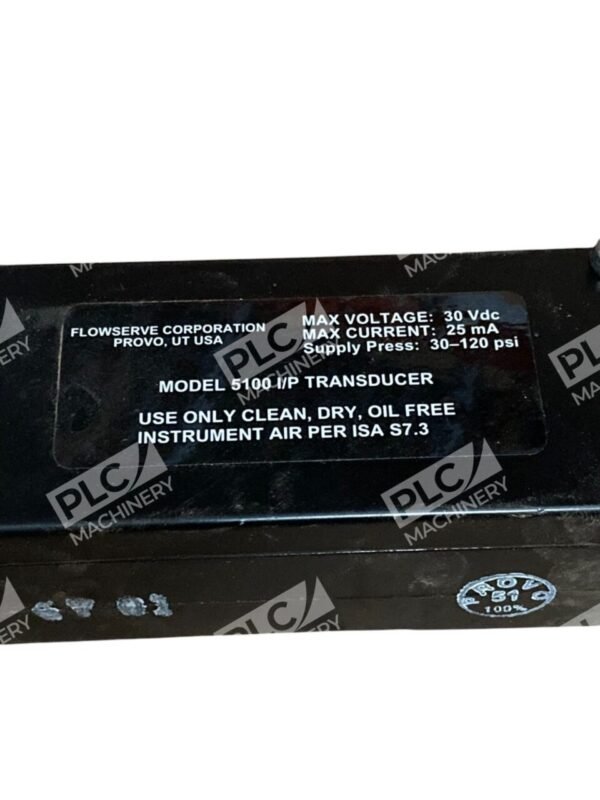 FLOWSERVE CORPORATION
PROVO, UT USA
MAX VOLTAGE: 30 Vdc
MAX CURRENT: 25 mA
Supply Press: 30–120 psi
MODEL 5100 I/P TRANSDUCER
USE ONLY CLEAN, DRY, OIL FREE
INSTRUMENT AIR PER ISA S7.3
PROVO
51
100%
PLC
MACHINERY